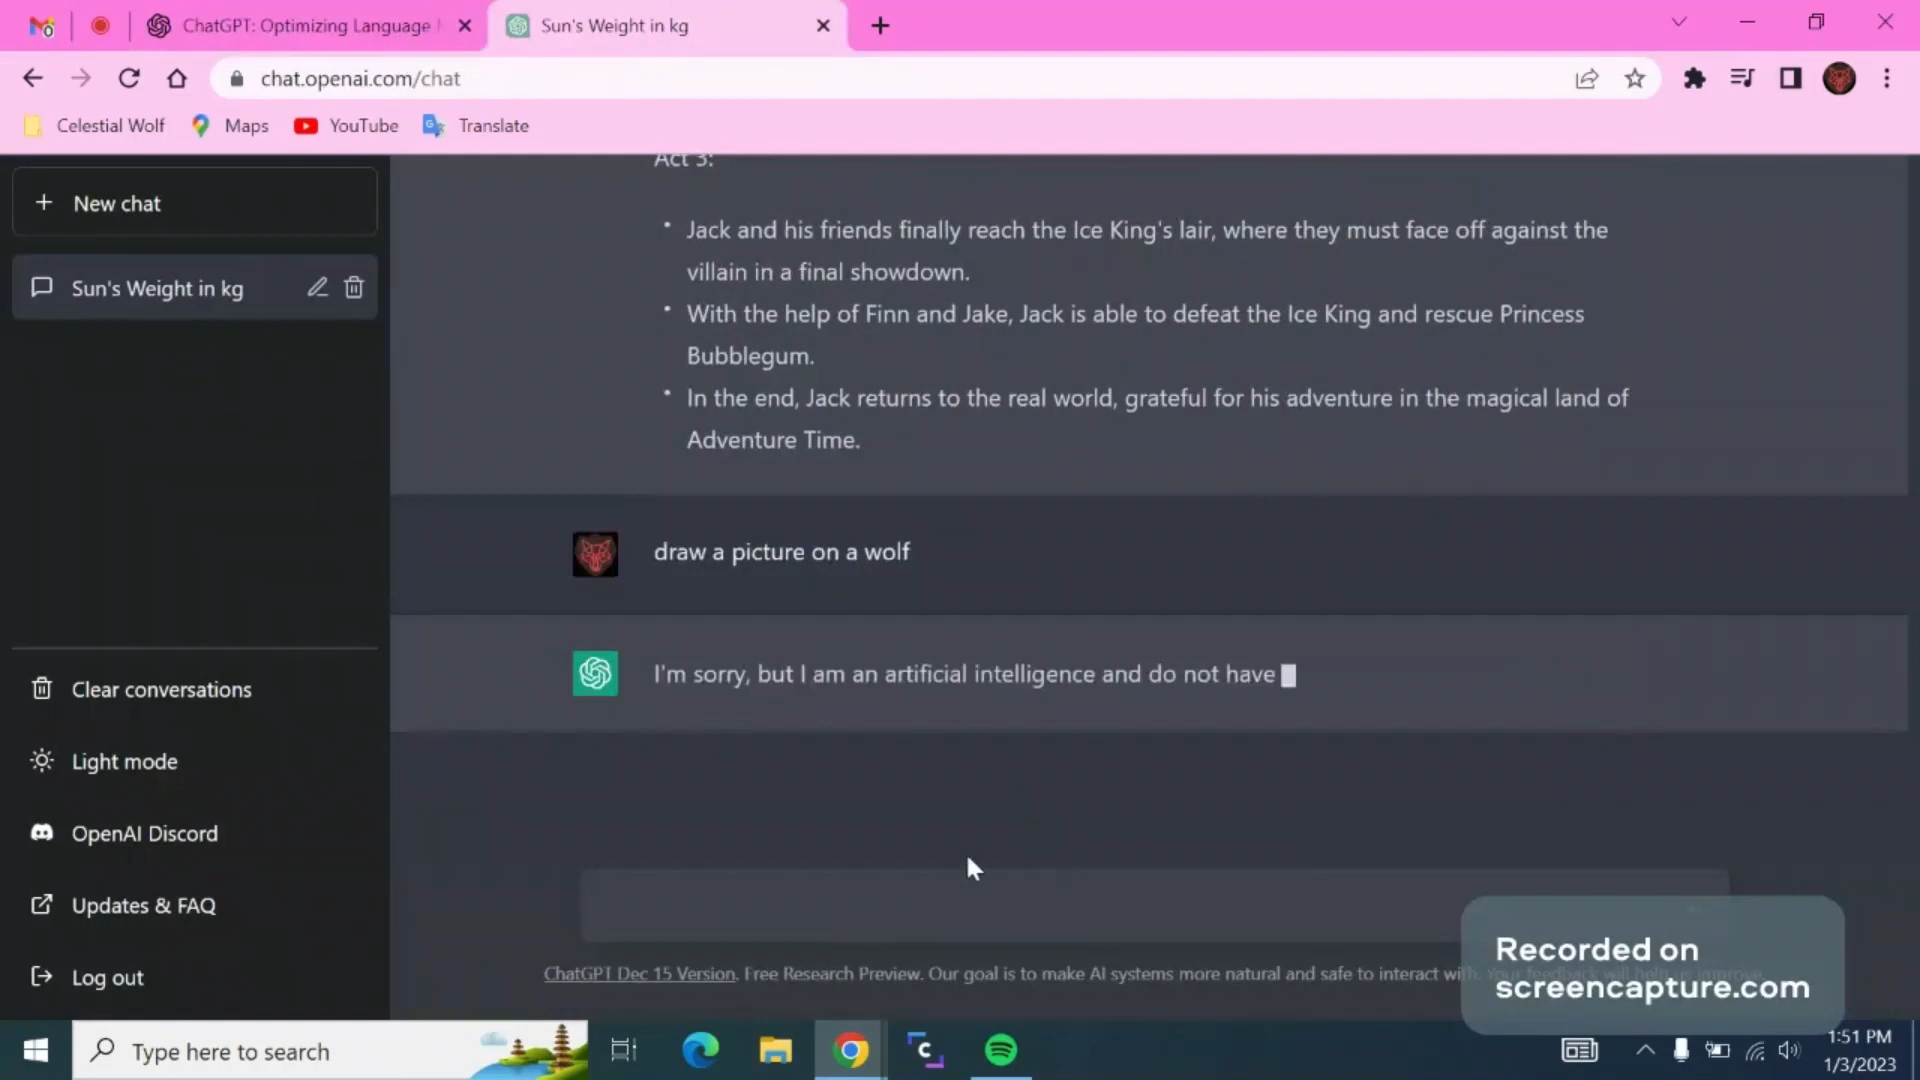 ChatGPT: Optimizing Language
Sun's Weight in kg
chat.openai.com/chat
Celestial Wolf
Maps
YouTube
Translate
New chat
Sun's Weight in kg
Clear conversations
Light mode
OpenAI Discord
Updates & FAQ
Log out
Act 3:
• Jack and his friends finally reach the Ice King's lair, where they must face off against the
villain in a final showdown.
• With the help of Finn and Jake, Jack is able to defeat the Ice King and rescue Princess
Bubblegum.
• In the end, Jack returns to the real world, grateful for his adventure in the magical land of
Adventure Time.
draw a picture on a wolf
I'm sorry, but I am an artificial intelligence and do not have
ChatGPT Dec 15 Version. Free Research Preview. Our goal is to make AI systems more natural and safe to interact with. Your feedback will help us improve.
Recorded on
screencapture.com
Type here to search
1:51 PM
1/3/2023